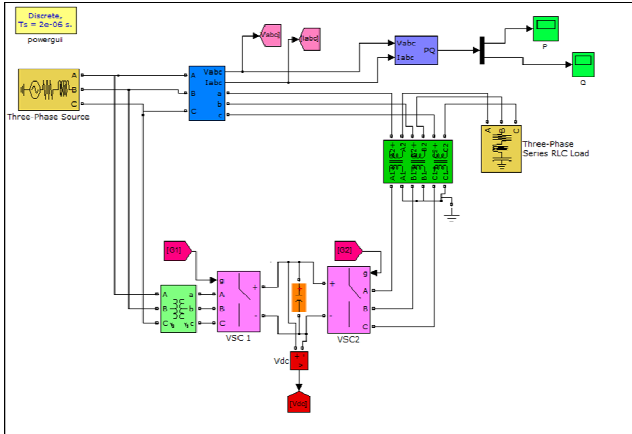 Discrete,
Ts = 2e-06 s.
powergui
[Vabc]
[Iabc]
Vabc
Iabc
PQ
P
Q
A
B
C
Three-Phase Source
A
B
C
Vabc
Iabc
a
b
c
A B C
Three-Phase
Series RLC Load
[G1]
[G2]
A a
B b
C c
g
A
B
C
+
-
VSC 1
+
-
g
A
B
C
VSC2
Vdc
+
[Vdc]